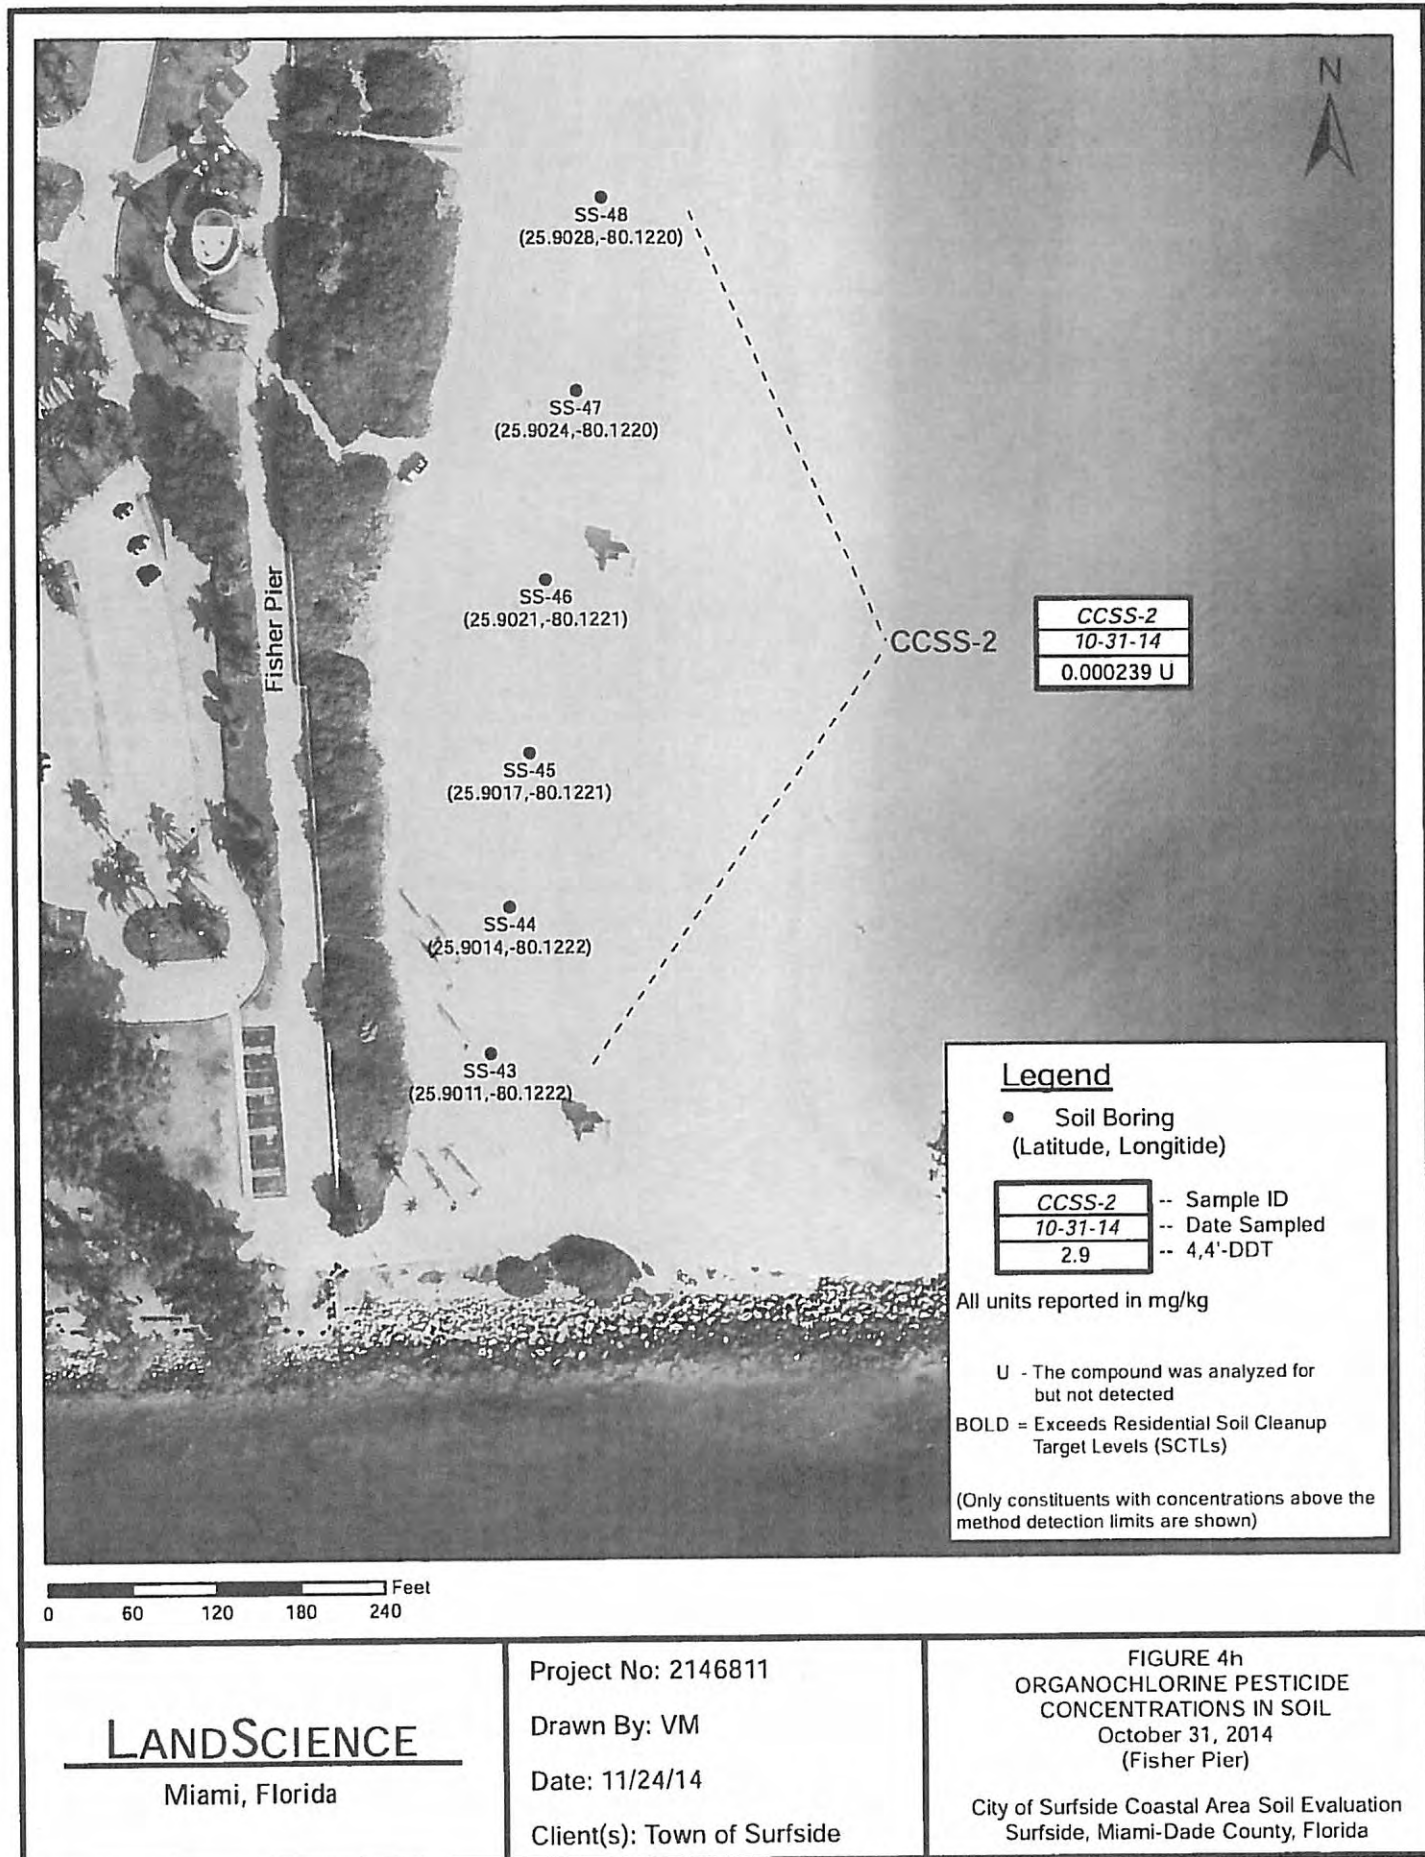 N
SS-48
(25.9028,-80.1220)
SS-47
(25.9024,-80.1220)
SS-46
(25.9021,-80.1221)
Fisher Pier
CCSS-2
CCSS-2
10-31-14
0.000239 U
SS-45
(25.9017,-80.1221)
SS-44
(25.9014,-80.1222)
SS-43
(25.9011,-80.1222)
Legend
Soil Boring
(Latitude, Longitide)
CCSS-2 -- Sample ID
10-31-14 -- Date Sampled
2.9 -- 4,4'-DDT
All units reported in mg/kg
U - The compound was analyzed for
but not detected
BOLD = Exceeds Residential Soil Cleanup
Target Levels (SCTLs)
(Only constituents with concentrations above the
method detection limits are shown)
Feet
0 60 120 180 240
LANDSCIENCE
Miami, Florida
Project No: 2146811
Drawn By: VM
Date: 11/24/14
Client(s): Town of Surfside
FIGURE 4h
ORGANOCHLORINE PESTICIDE
CONCENTRATIONS IN SOIL
October 31, 2014
(Fisher Pier)
City of Surfside Coastal Area Soil Evaluation
Surfside, Miami-Dade County, Florida